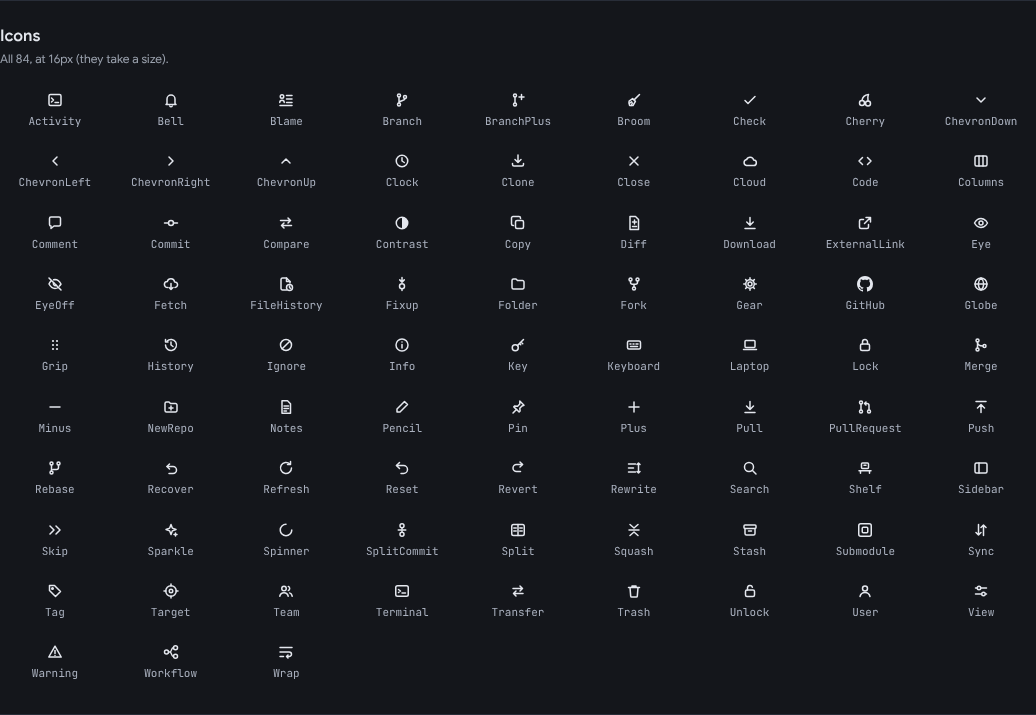 Icons
All 84, at 16px (they take a size).
Activity Bell Blame Branch BranchPlus Broom Check Cherry ChevronDown
ChevronLeft ChevronRight ChevronUp Clock Clone Close Cloud Code Columns
Comment Commit Compare Contrast Copy Diff Download ExternalLink Eye
EyeOff Fetch FileHistory Fixup Folder Fork Gear GitHub Globe
Grip History Ignore Info Key Keyboard Laptop Lock Merge
Minus NewRepo Notes Pencil Pin Plus Pull PullRequest Push
Rebase Recover Refresh Reset Revert Rewrite Search Shelf Sidebar
Skip Sparkle Spinner SplitCommit Split Squash Stash Submodule Sync
Tag Target Team Terminal Transfer Trash Unlock User View
Warning Workflow Wrap